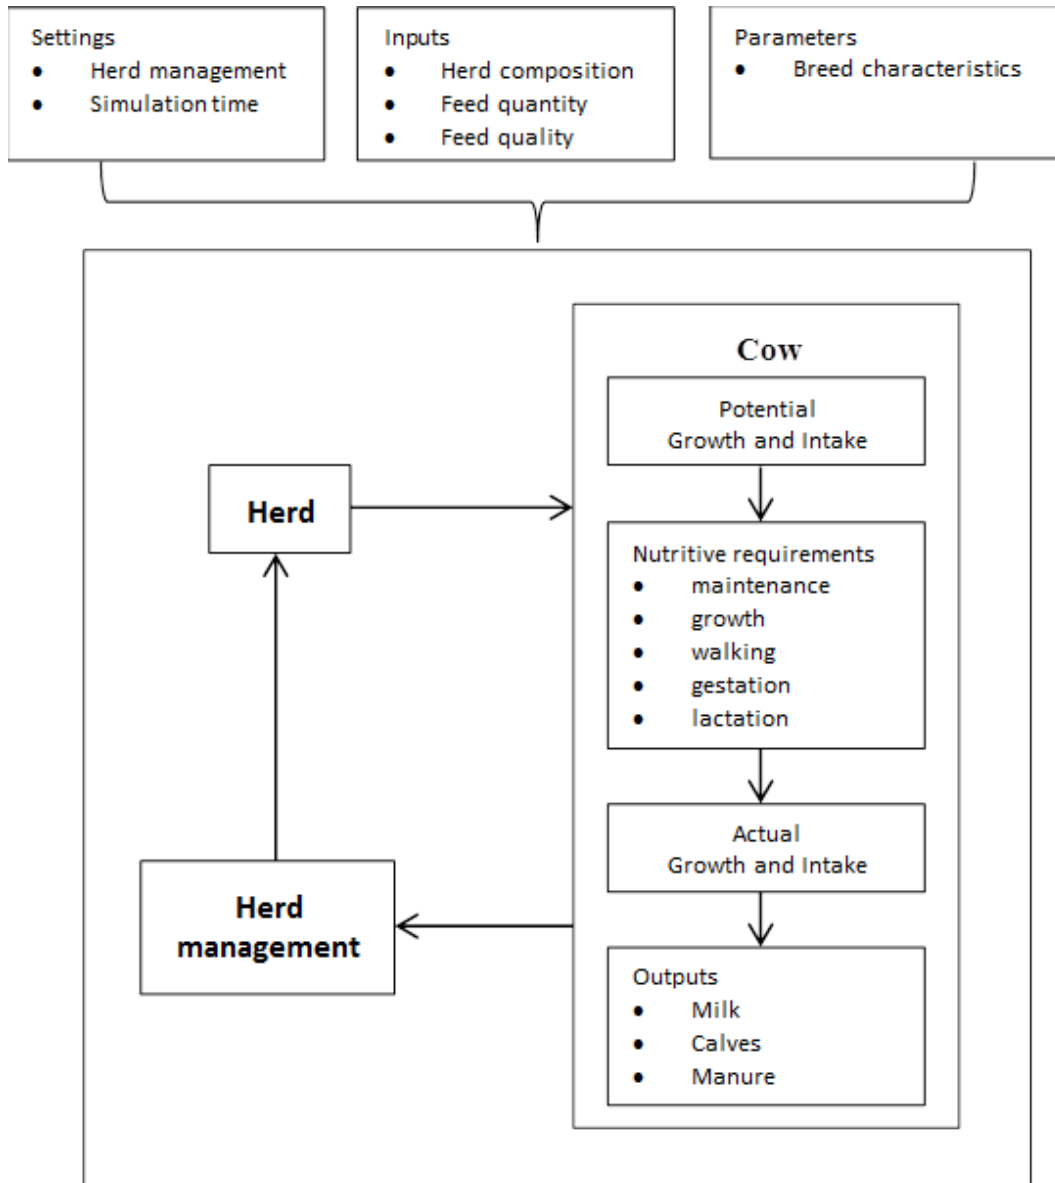 Settings
• Herd management
• Simulation time
Inputs
• Herd composition
• Feed quantity
• Feed quality
Parameters
• Breed characteristics
Cow
Potential
Growth and Intake
Herd
Nutritive requirements
• maintenance
• growth
• walking
• gestation
• lactation
Actual
Growth and Intake
Herd
management
Outputs
• Milk
• Calves
• Manure